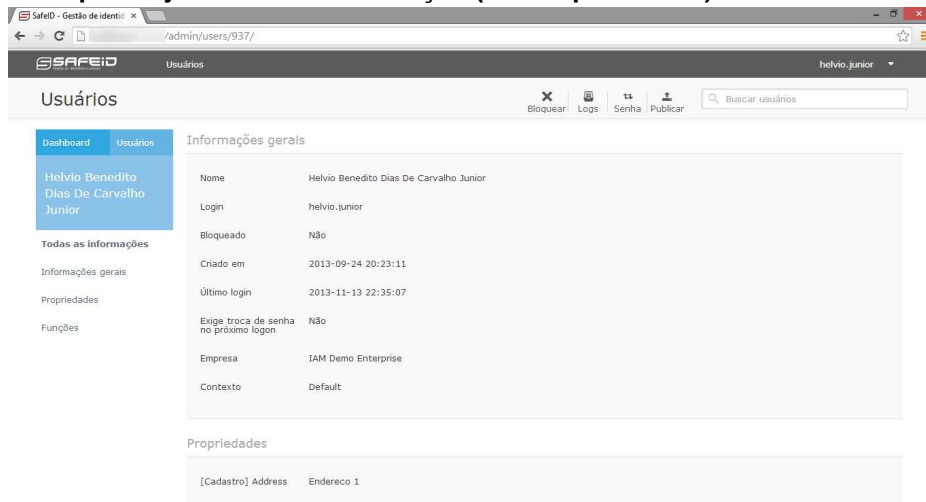 SafeID - Gestão de identid
/admin/users/937/
SAFEiD
Usuários
helvio.junior
Usuários
Bloquear Logs Senha Publicar
Buscar usuários
Dashboard Usuários
Helvio Benedito
Dias De Carvalho
Junior
Todas as informações
Informações gerais
Propriedades
Funções
Informações gerais
Nome Helvio Benedito Dias De Carvalho Junior
Login helvio.junior
Bloqueado Não
Criado em 2013-09-24 20:23:11
Último login 2013-11-13 22:35:07
Exige troca de senha Não
no próximo logon
Empresa IAM Demo Enterprise
Contexto Default
Propriedades
[Cadastro] Address Endereco 1